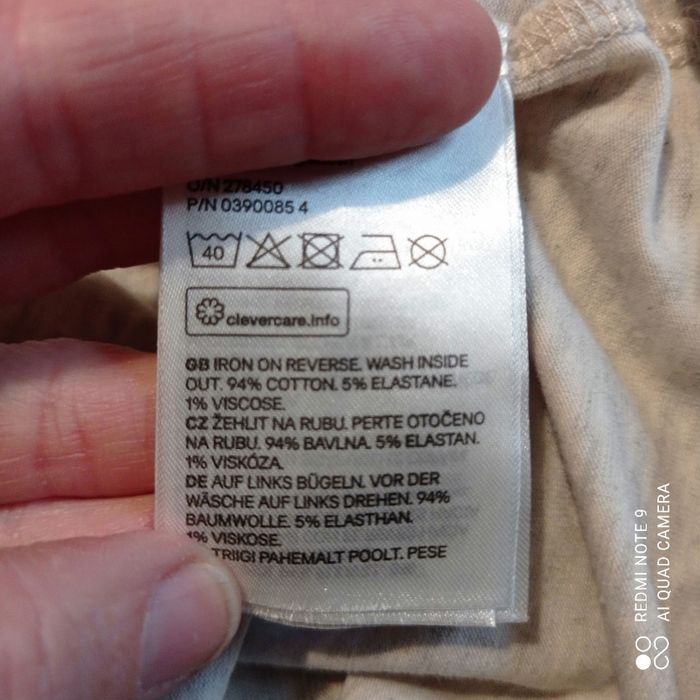 O/N 278450
P/N 0390085 4
40
clevercare.info
GB IRON ON REVERSE. WASH INSIDE
OUT. 94% COTTON. 5% ELASTANE.
1% VISCOSE.
CZ ŽEHLIT NA RUBU. PERTE OTOČENO
NA RUBU. 94% BAVLNA. 5% ELASTAN.
1% VISKÓZA.
DE AUF LINKS BÜGELN. VOR DER
WÄSCHE AUF LINKS DREHEN. 94%
BAUMWOLLE. 5% ELASTHAN.
1% VISKOSE.
TRIIGI PAHEMALT POOLT. PESE
REDMI NOTE 9
AI QUAD CAMERA